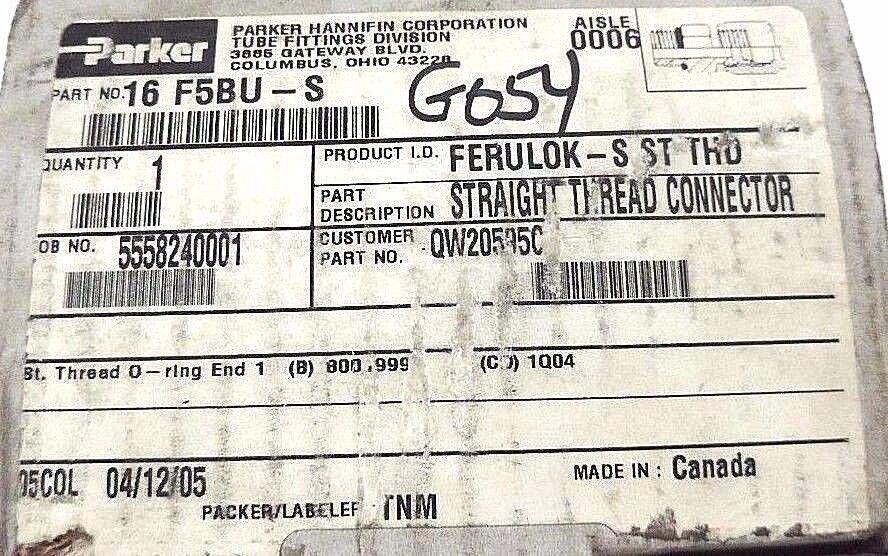 Parker
PARKER HANNIFIN CORPORATION
TUBE FITTINGS DIVISION
3885 GATEWAY BLVD.
COLUMBUS, OHIO 43228
AISLE
0006
PART NO. 16 F5BU-S
G054
QUANTITY 1
PRODUCT I.D. FERULOK-S ST THD
PART
DESCRIPTION STRAIGHT THREAD CONNECTOR
OB NO. 5558240001
CUSTOMER
PART NO.
St. Thread O-ring End 1 (B) 800.999 1004
05COL 04/12/05
MADE IN: Canada
PACKER/LABELER TNM